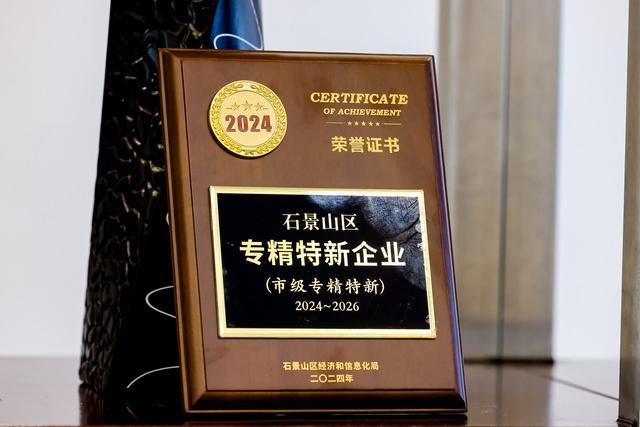 2024
CERTIFICATE
OF ACHIEVEMENT
荣誉证书
石景山区
专精特新企业
(市级专精特新)
2024~2026
石景山区经济和信息化局
二〇二四年